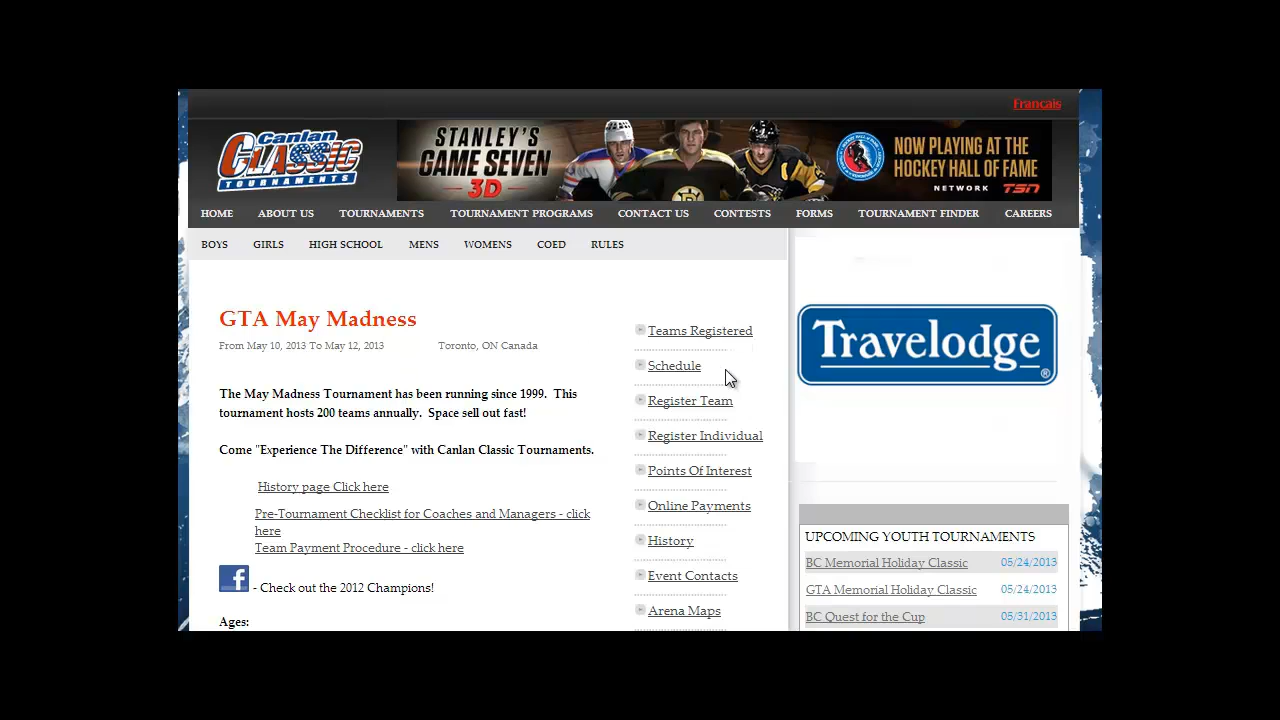 Français
Canlan
CLASSIC
TOURNAMENTS
STANLEY'S
GAME SEVEN
3D
NOW PLAYING AT THE
HOCKEY HALL OF FAME
NETWORK TSN
HOME ABOUT US TOURNAMENTS TOURNAMENT PROGRAMS CONTACT US CONTESTS FORMS TOURNAMENT FINDER CAREERS
BOYS GIRLS HIGH SCHOOL MENS WOMENS COED RULES
GTA May Madness
From May 10, 2013 To May 12, 2013 Toronto, ON Canada
The May Madness Tournament has been running since 1999. This
tournament hosts 200 teams annually. Space sell out fast!
Come "Experience The Difference" with Canlan Classic Tournaments.
History page Click here
Pre-Tournament Checklist for Coaches and Managers - click
here
Team Payment Procedure - click here
f - Check out the 2012 Champions!
Ages:
Teams Registered
Schedule
Register Team
Register Individual
Points Of Interest
Online Payments
History
Event Contacts
Arena Maps
Travelodge®
UPCOMING YOUTH TOURNAMENTS
BC Memorial Holiday Classic 05/24/2013
GTA Memorial Holiday Classic 05/24/2013
BC Quest for the Cup 05/31/2013